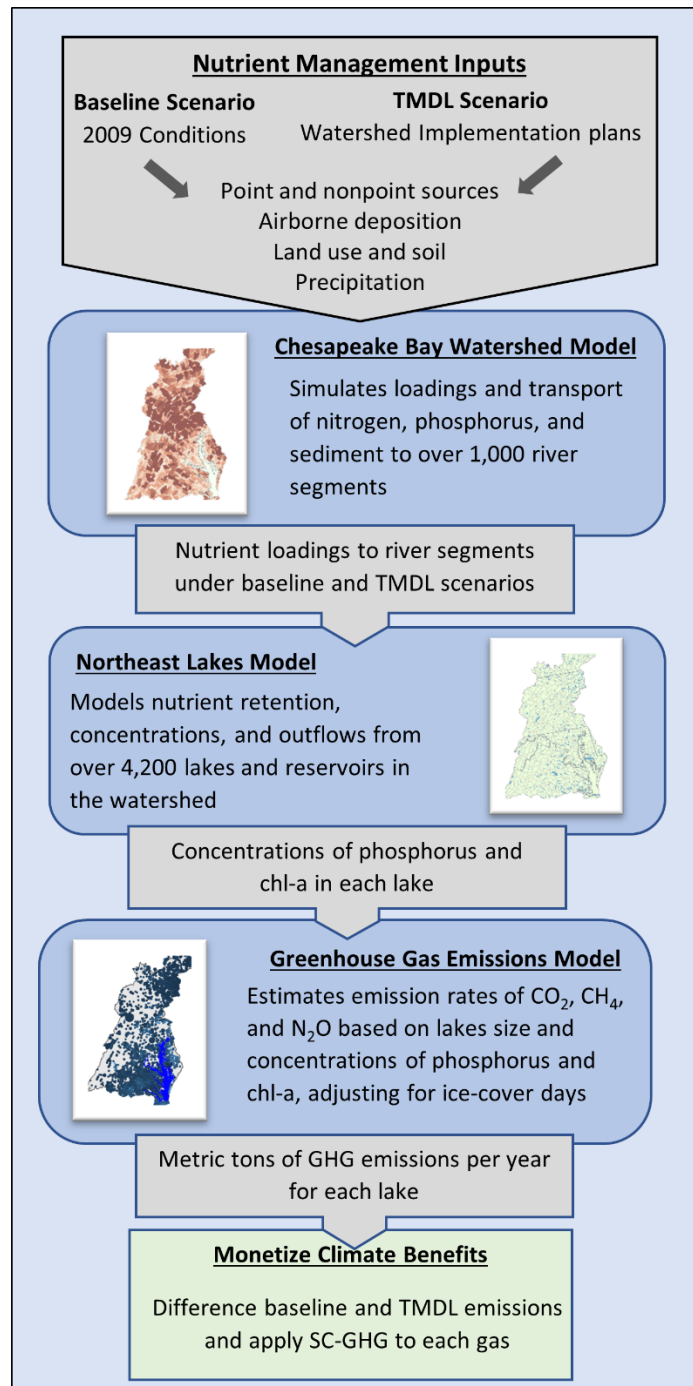 Nutrient Management Inputs
Baseline Scenario
2009 Conditions
TMDL Scenario
Watershed Implementation plans
Point and nonpoint sources
Airborne deposition
Land use and soil
Precipitation
Chesapeake Bay Watershed Model
Simulates loadings and transport
of nitrogen, phosphorus, and
sediment to over 1,000 river
segments
Nutrient loadings to river segments
under baseline and TMDL scenarios
Northeast Lakes Model
Models nutrient retention,
concentrations, and outflows from
over 4,200 lakes and reservoirs in
the watershed
Concentrations of phosphorus and
chl-a in each lake
Greenhouse Gas Emissions Model
Estimates emission rates of CO₂, CH₄,
and N₂O based on lakes size and
concentrations of phosphorus and
chl-a, adjusting for ice-cover days
Metric tons of GHG emissions per year
for each lake
Monetize Climate Benefits
Difference baseline and TMDL emissions
and apply SC-GHG to each gas